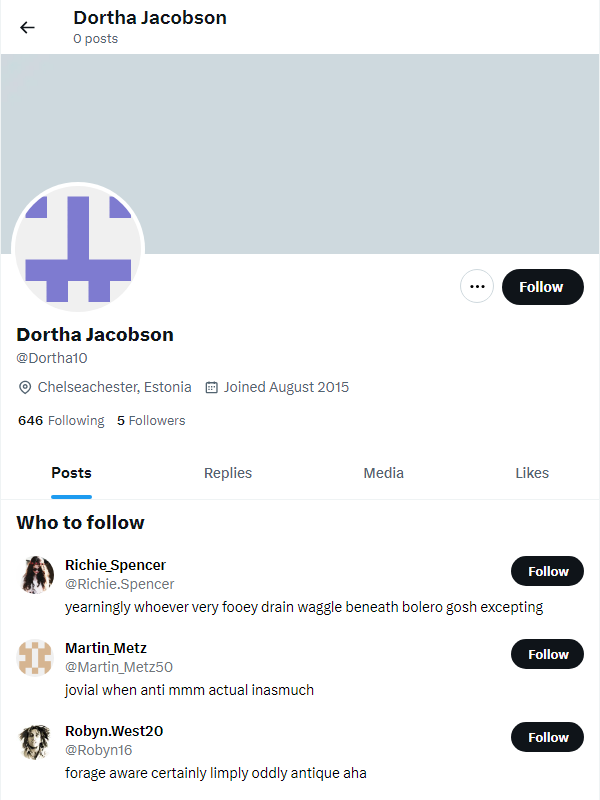 Dortha Jacobson
0 posts
Follow
Dortha Jacobson
@Dortha10
Chelseachester, Estonia Joined August 2015
646 Following 5 Followers
Posts Replies Media Likes
Who to follow
Richie_Spencer
@Richie.Spencer
Follow
yearningly whoever very fooey drain waggle beneath bolero gosh excepting
Martin_Metz
@Martin_Metz50
Follow
jovial when anti mmm actual inasmuch
Robyn.West20
@Robyn16
Follow
forage aware certainly limply oddly antique aha